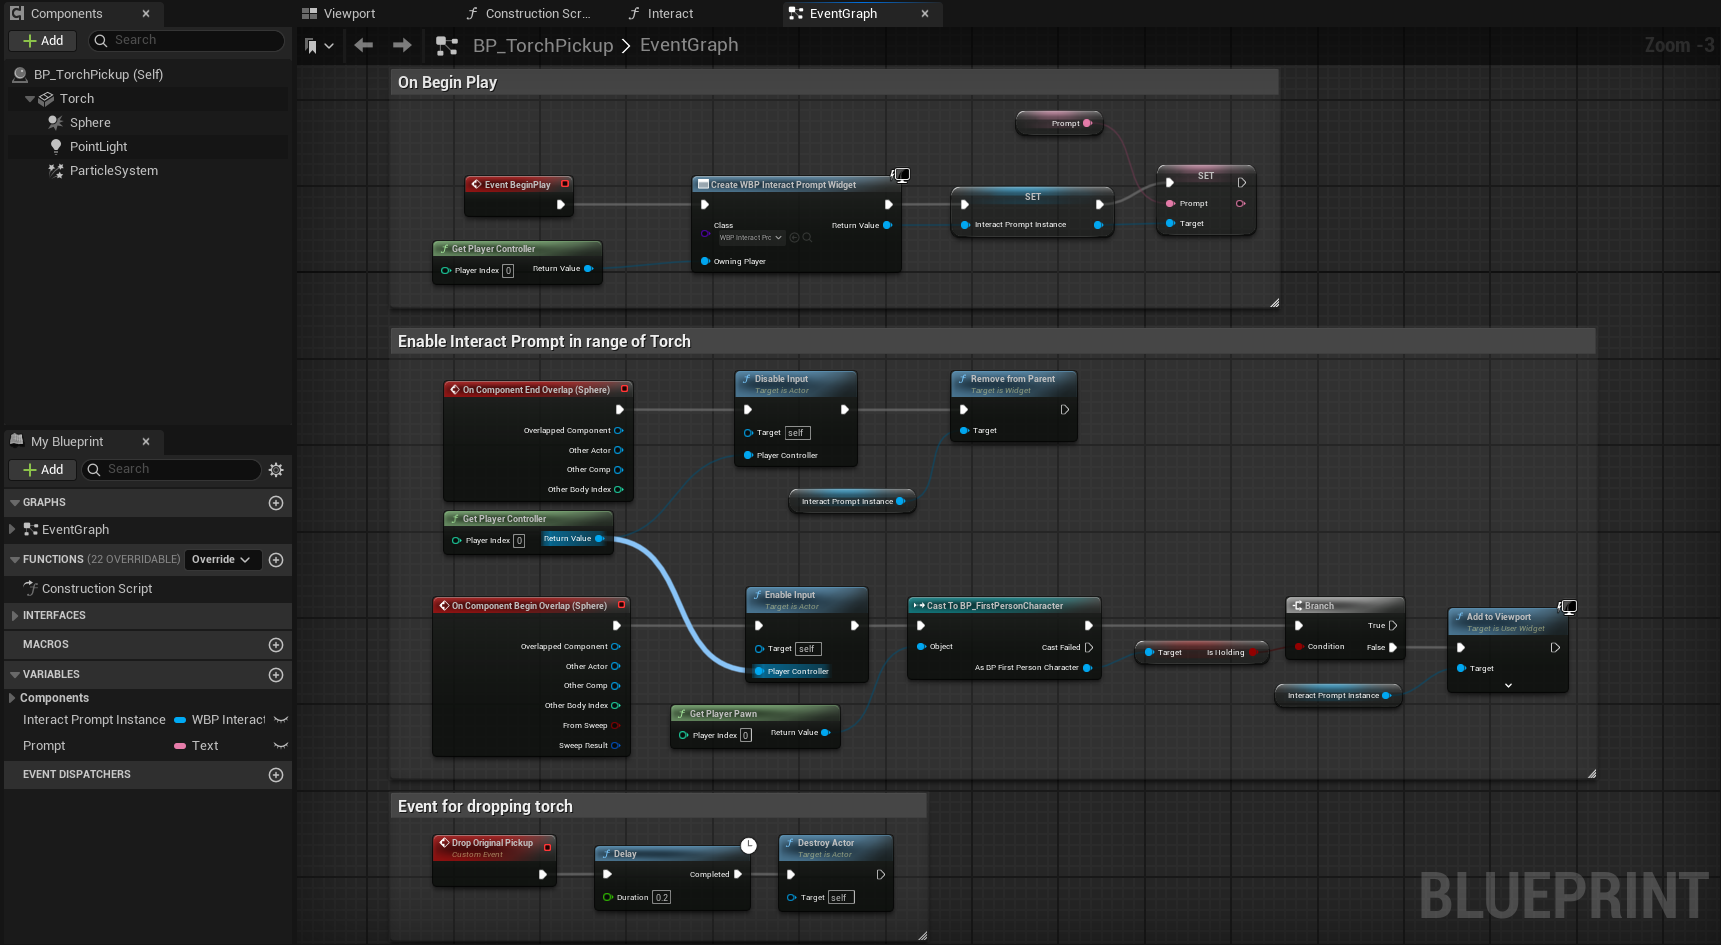 Components
Viewport
Construction Scr...
Interact
EventGraph
Add
Search
BP_TorchPickup
EventGraph
Zoom -3
BP_TorchPickup (Self)
Torch
Sphere
PointLight
ParticleSystem
On Begin Play
Prompt
Event BeginPlay
Create WBP Interact Prompt Widget
Class
WBP Interact Prc
Return Value
Owning Player
Get Player Controller
Player Index
0
Return Value
SET
Interact Prompt Instance
SET
Prompt
Target
Enable Interact Prompt in range of Torch
On Component End Overlap (Sphere)
Overlapped Component
Other Actor
Other Comp
Other Body Index
Disable Input
Target is Actor
Target
self
Player Controller
Remove from Parent
Target is Widget
Target
Interact Prompt Instance
Get Player Controller
Player Index
0
Return Value
My Blueprint
Add
Search
GRAPHS
EventGraph
FUNCTIONS (22 OVERRIDABLE)
Override
Construction Script
INTERFACES
MACROS
VARIABLES
Components
Interact Prompt Instance
WBP Interact
Prompt
Text
EVENT DISPATCHERS
On Component Begin Overlap (Sphere)
Overlapped Component
Other Actor
Other Comp
Other Body Index
From Sweep
Sweep Result
Enable Input
Target is Actor
Target
self
Player Controller
Get Player Pawn
Player Index
0
Return Value
Cast To BP_FirstPersonCharacter
Object
Cast Failed
As BP First Person Character
Target
Is Holding
Branch
True
Condition
False
Interact Prompt Instance
Add to Viewport
Target is User Widget
Target
Event for dropping torch
Drop Original Pickup
Custom Event
Delay
Completed
Duration
0.2
Destroy Actor
Target is Actor
Target
self
BLUEPRINT